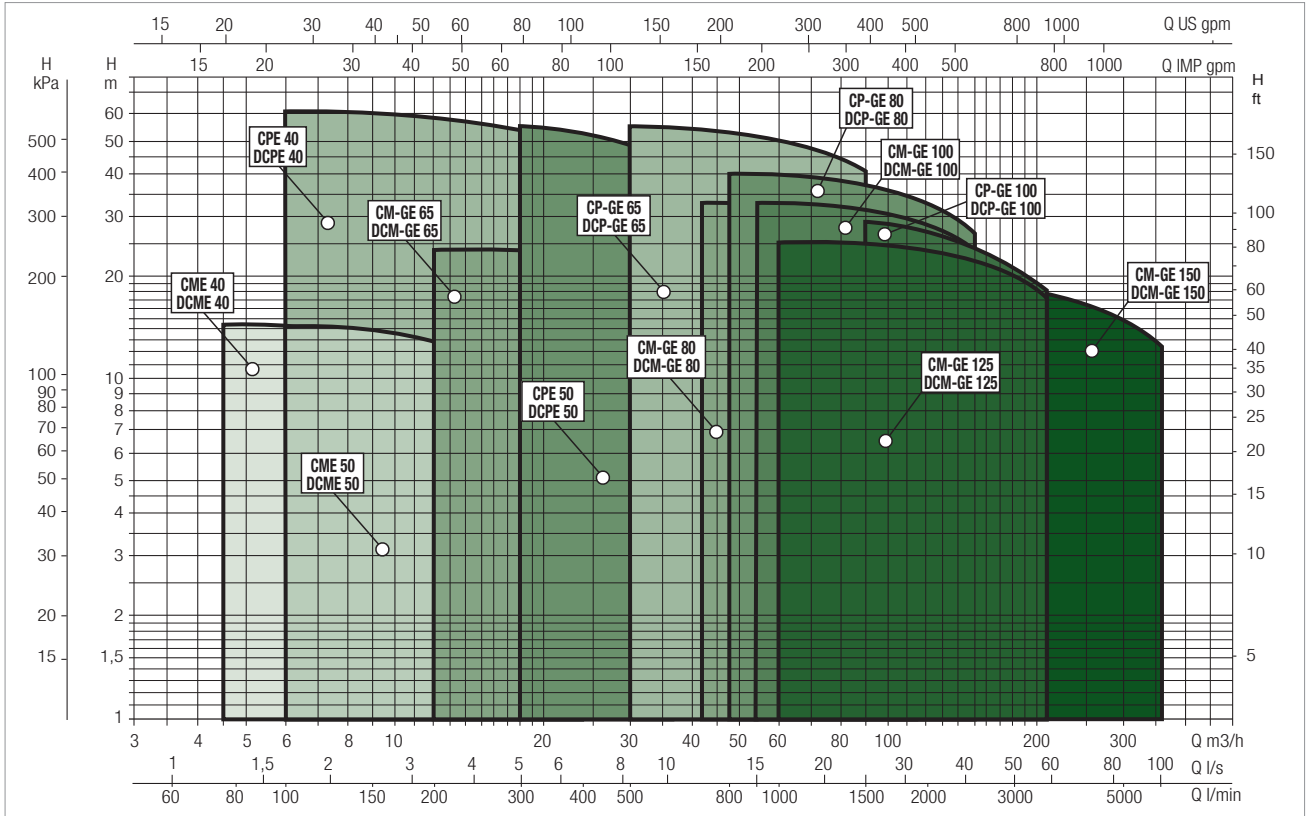 15 20 30 40 50 60 80 100 150 200 300 400 500 800 1000 Q US gpm
15 20 30 40 50 60 80 100 150 200 300 400 500 800 1000 Q IMP gpm
H
kPa
500
400
300
200
100
90
80
70
60
50
40
30
20
15
H
m
60
50
40
30
20
10
9
8
7
6
5
4
3
2
1,5
1
CPE 40
DCPE 40
CM-GE 65
DCM-GE 65
CME 40
DCME 40
CME 50
DCME 50
CPE 50
DCPE 50
CP-GE 65
DCP-GE 65
CM-GE 80
DCM-GE 80
CP-GE 80
DCP-GE 80
CM-GE 100
DCM-GE 100
CP-GE 100
DCP-GE 100
CM-GE 125
DCM-GE 125
CM-GE 150
DCM-GE 150
H
ft
150
100
80
60
50
40
35
30
25
20
15
10
5
3 4 5 6 8 10 20 30 40 50 60 80 100 200 300 Q m3/h
1 1,5 2 3 4 5 6 8 10 15 20 30 40 50 60 80 100 Q l/s
60 80 100 150 200 300 400 500 800 1000 1500 2000 3000 5000 Q l/min